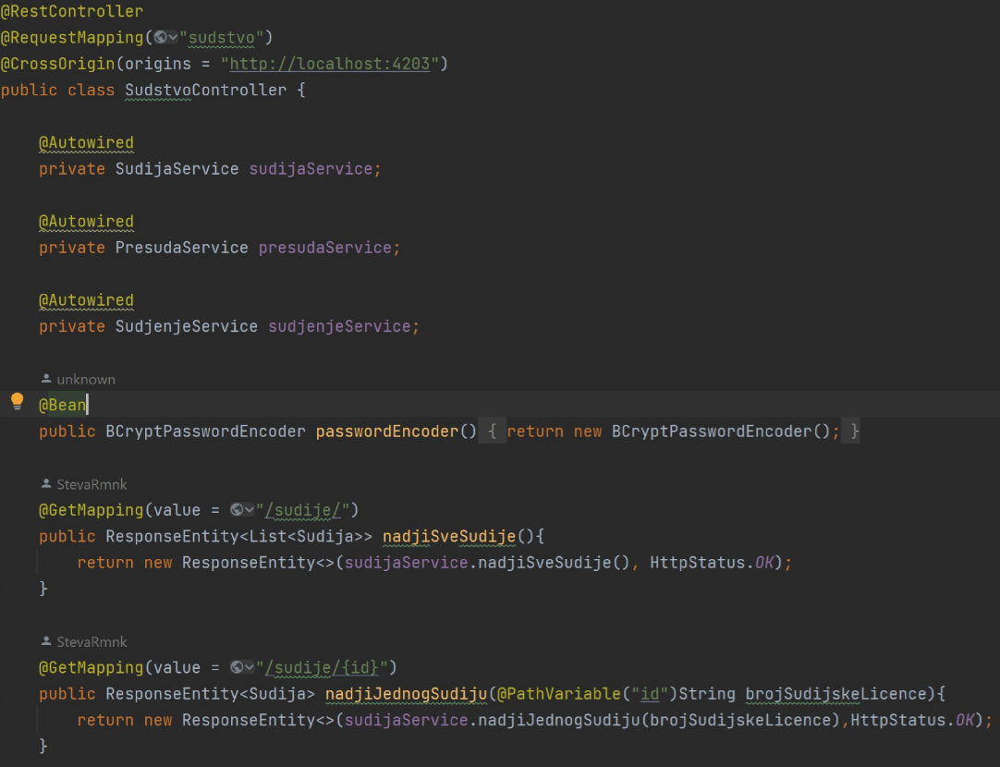 @RestController
@RequestMapping("sudstvo")
@CrossOrigin(origins = "http://localhost:4203")
public class SudstvoController {
@Autowired
private SudijaService sudijaService;
@Autowired
private PresudaService presudaService;
@Autowired
private SudjenjeService sudjenjeService;
unknown
@Bean
public BCryptPasswordEncoder passwordEncoder() { return new BCryptPasswordEncoder(); }
StevaRmnk
@GetMapping(value = "/sudije/")
public ResponseEntity<List<Sudija>> nadjiSveSudije(){
return new ResponseEntity<>(sudijaService.nadjiSveSudije(), HttpStatus.OK);
}
StevaRmnk
@GetMapping(value = "/sudije/{id}")
public ResponseEntity<Sudija> nadjiJednogSudiju(@PathVariable("id")String brojSudijskeLicence){
return new ResponseEntity<>(sudijaService.nadjiJednogSudiju(brojSudijskeLicence),HttpStatus.OK);
}